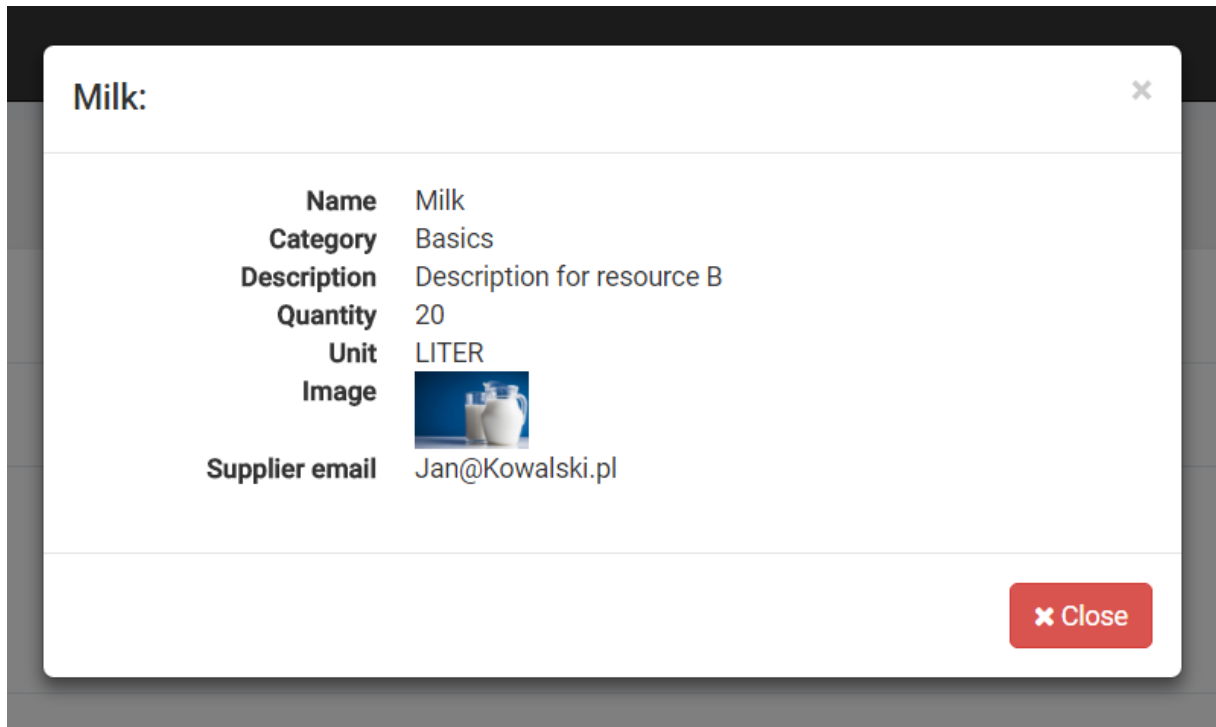 Milk:
×
Name Milk
Category Basics
Description Description for resource B
Quantity 20
Unit LITER
Image
Supplier email Jan@Kowalski.pl
✖ Close